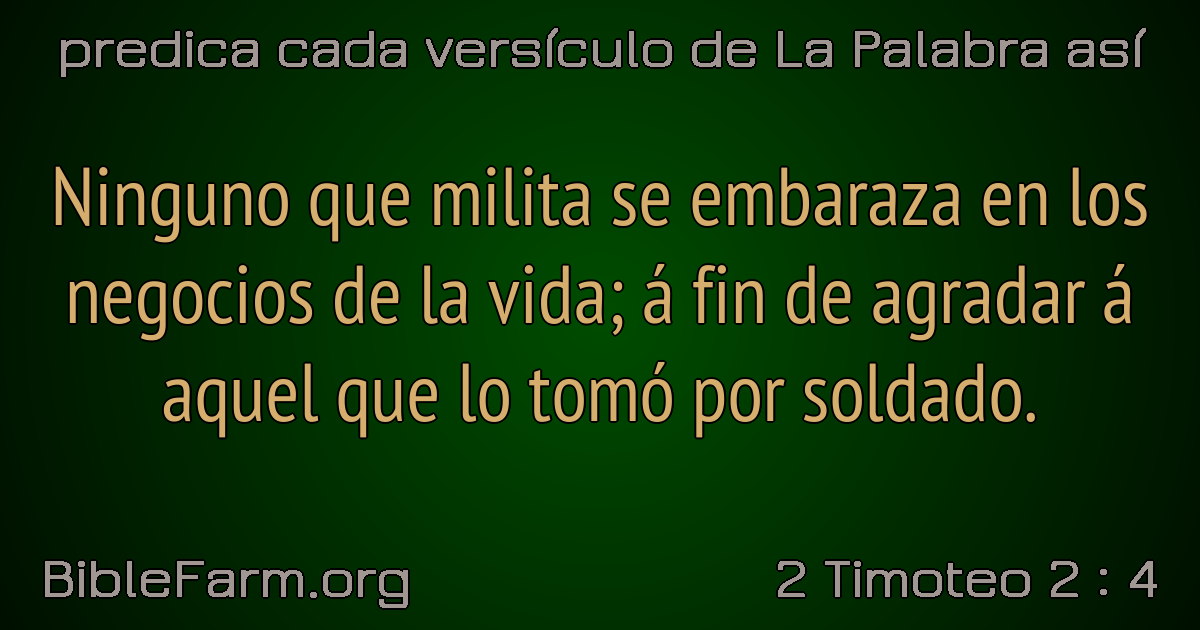 predica cada versículo de La Palabra así
Ninguno que milita se embaraza en los
negocios de la vida; á fin de agradar á
aquel que lo tomó por soldado.
BibleFarm.org
2 Timoteo 2 : 4